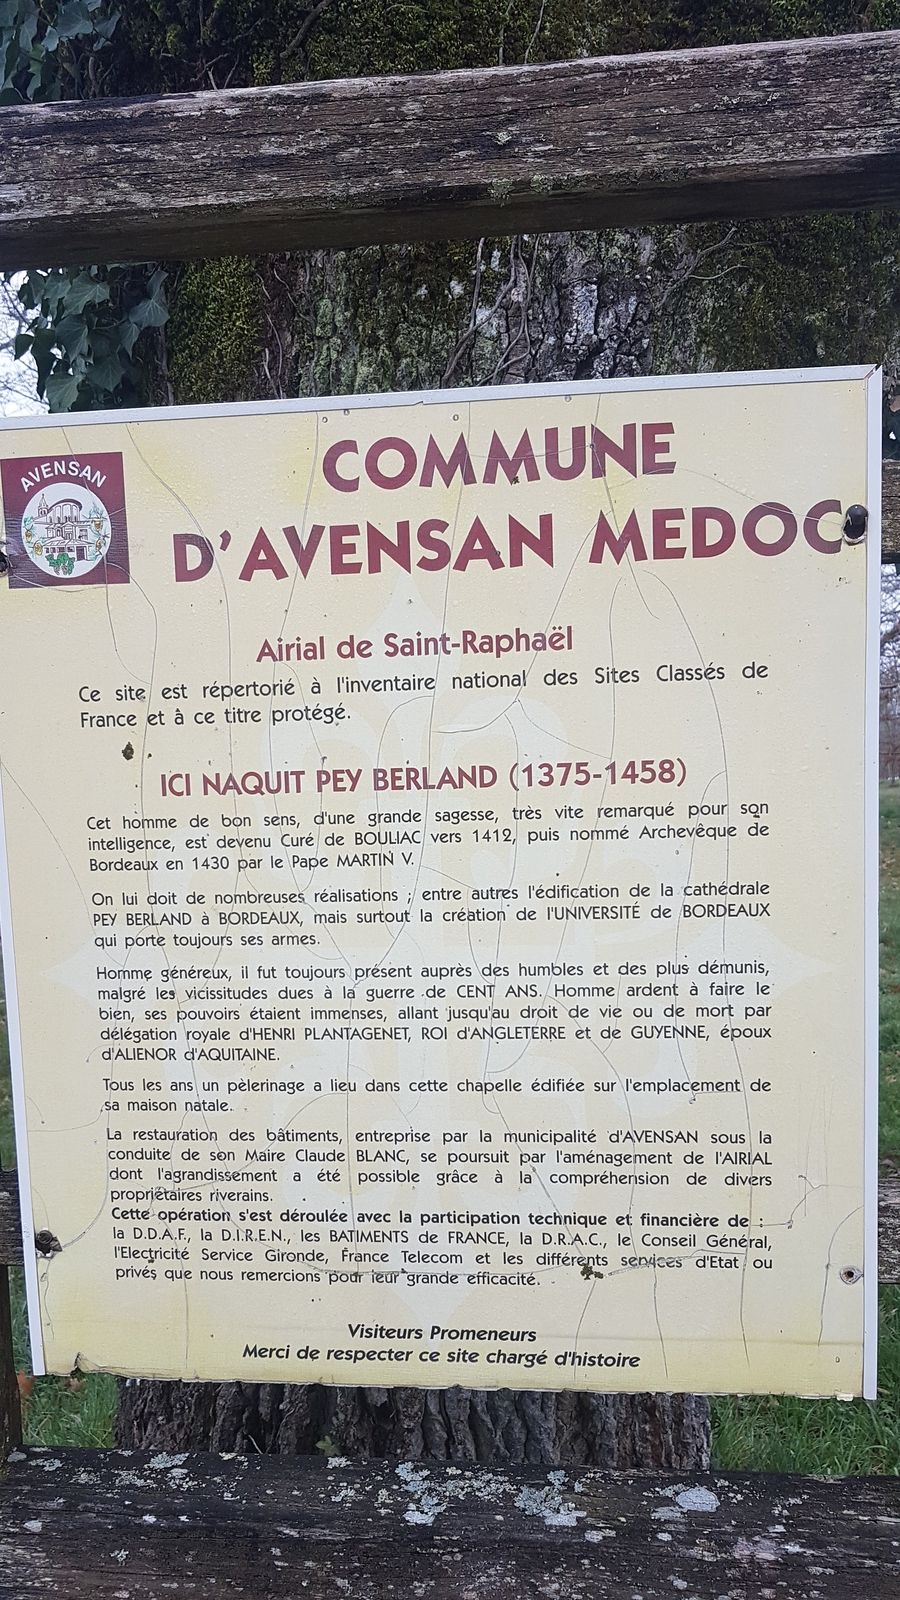 AVENSAN
COMMUNE
D'AVENSAN MEDOC
Airial de Saint-Raphaël
Ce site est répertorié à l'inventaire national des Sites Classés de
France et à ce titre protégé.
ICI NAQUIT PEY BERLAND (1375-1458)
Cet homme de bon sens, d'une grande sagesse, très vite remarqué pour son
intelligence, est devenu Curé de BOULIAC vers 1412, puis nommé Archevêque de
Bordeaux en 1430 par le Pape MARTIN V.
On lui doit de nombreuses réalisations ; entre autres l'édification de la cathédrale
PEY BERLAND à BORDEAUX, mais surtout la création de l'UNIVERSITÉ de BORDEAUX
qui porte toujours ses armes.
Homme généreux, il fut toujours présent auprès des humbles et des plus démunis,
malgré les vicissitudes dues à la guerre de CENT ANS. Homme ardent à faire le
bien, ses pouvoirs étaient immenses, allant jusqu'au droit de vie ou de mort par
délégation royale d'HENRI PLANTAGENET, ROI d'ANGLETERRE et de GUYENNE, époux
d'ALIENOR d'AQUITAINE.
Tous les ans un pèlerinage a lieu dans cette chapelle édifiée sur l'emplacement de
sa maison natale.
La restauration des bâtiments, entreprise par la municipalité d'AVENSAN sous la
conduite de son Maire Claude BLANC, se poursuit par l'aménagement de l'AIRIAL
dont l'agrandissement a été possible grâce à la compréhension de divers
propriétaires riverains.
Cette opération s'est déroulée avec la participation technique et financière de :
la D.D.A.F., la D.I.R.E.N., les BATIMENTS de FRANCE, la D.R.A.C., le Conseil Général,
l'Electricité Service Gironde, France Telecom et les différents services d'Etat ou
privés que nous remercions pour leur grande efficacité.
Visiteurs Promeneurs
Merci de respecter ce site chargé d'histoire